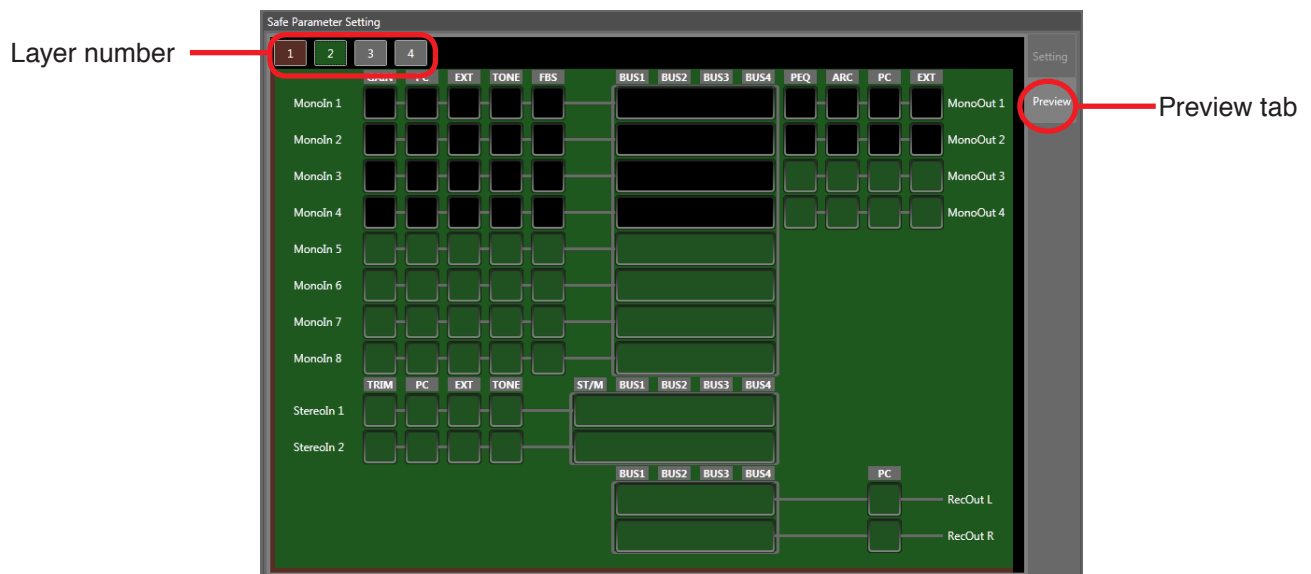 Safe Parameter Setting
Layer number
1 2 3 4
Setting
GAIN PC EXT TONE FBS BUS1 BUS2 BUS3 BUS4 PEQ ARC PC EXT
MonoIn 1 MonoOut 1
Preview
Preview tab
MonoIn 2 MonoOut 2
MonoIn 3 MonoOut 3
MonoIn 4 MonoOut 4
MonoIn 5
MonoIn 6
MonoIn 7
MonoIn 8
TRIM PC EXT TONE ST/M BUS1 BUS2 BUS3 BUS4
StereoIn 1
StereoIn 2
BUS1 BUS2 BUS3 BUS4 PC
RecOut L
RecOut R